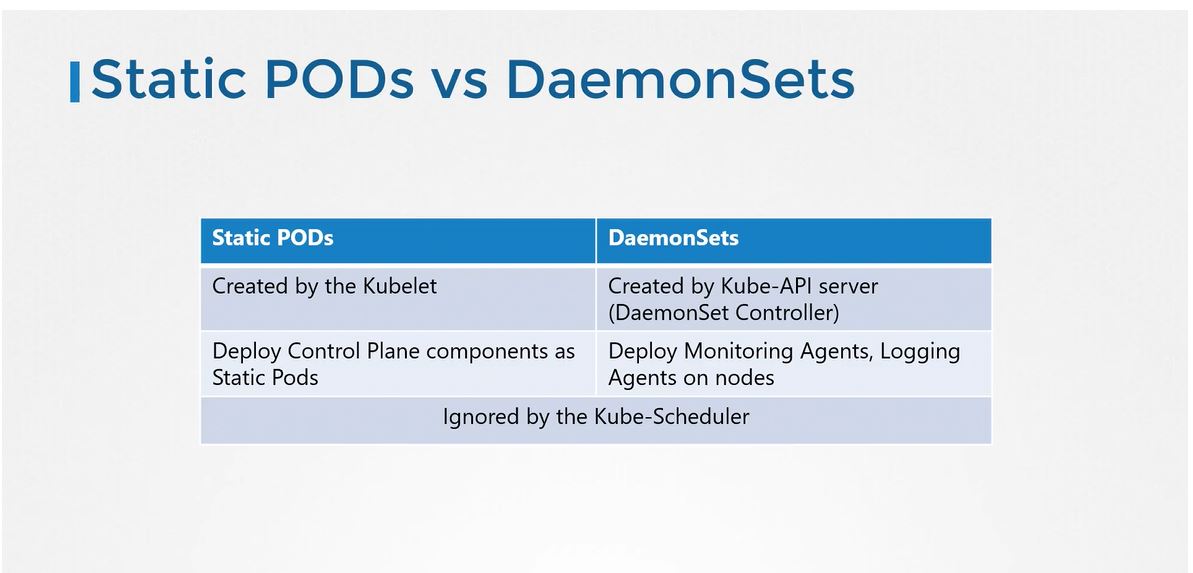 Static PODs vs DaemonSets
Static PODs
DaemonSets
Created by the Kubelet
Created by Kube-API server
(DaemonSet Controller)
Deploy Control Plane components as
Static Pods
Deploy Monitoring Agents, Logging
Agents on nodes
Ignored by the Kube-Scheduler